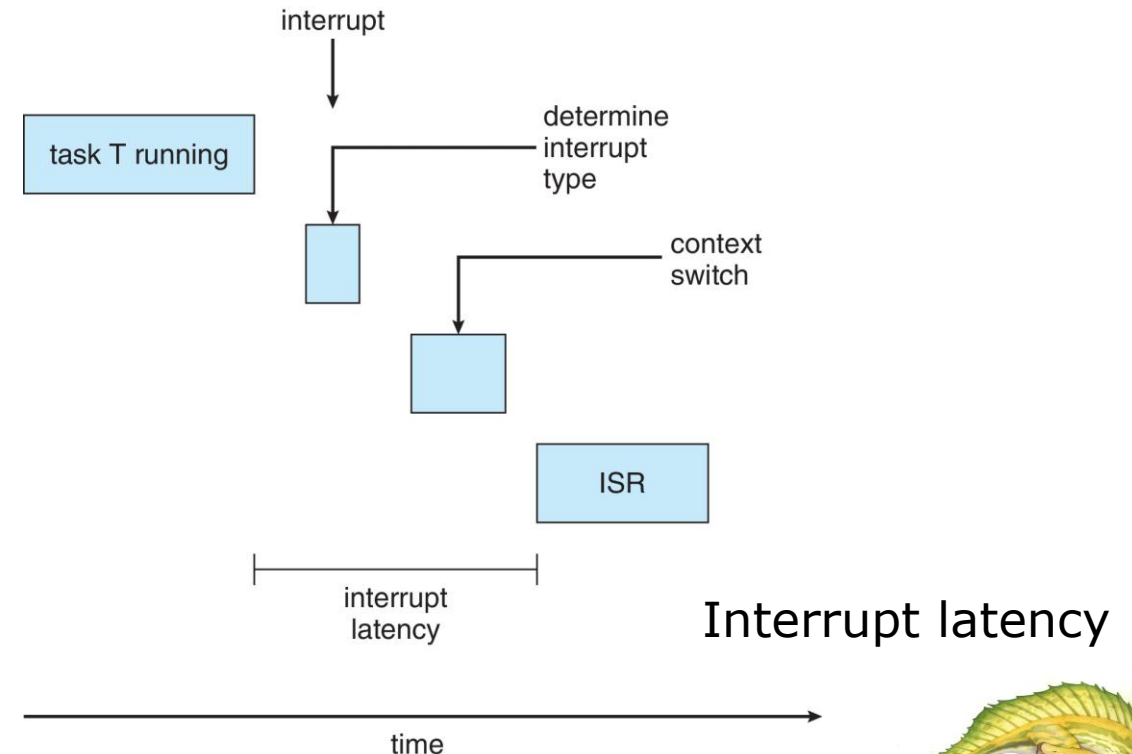 interrupt
task T running
determine
interrupt
type
context
switch
ISR
interrupt
latency
Interrupt latency
time